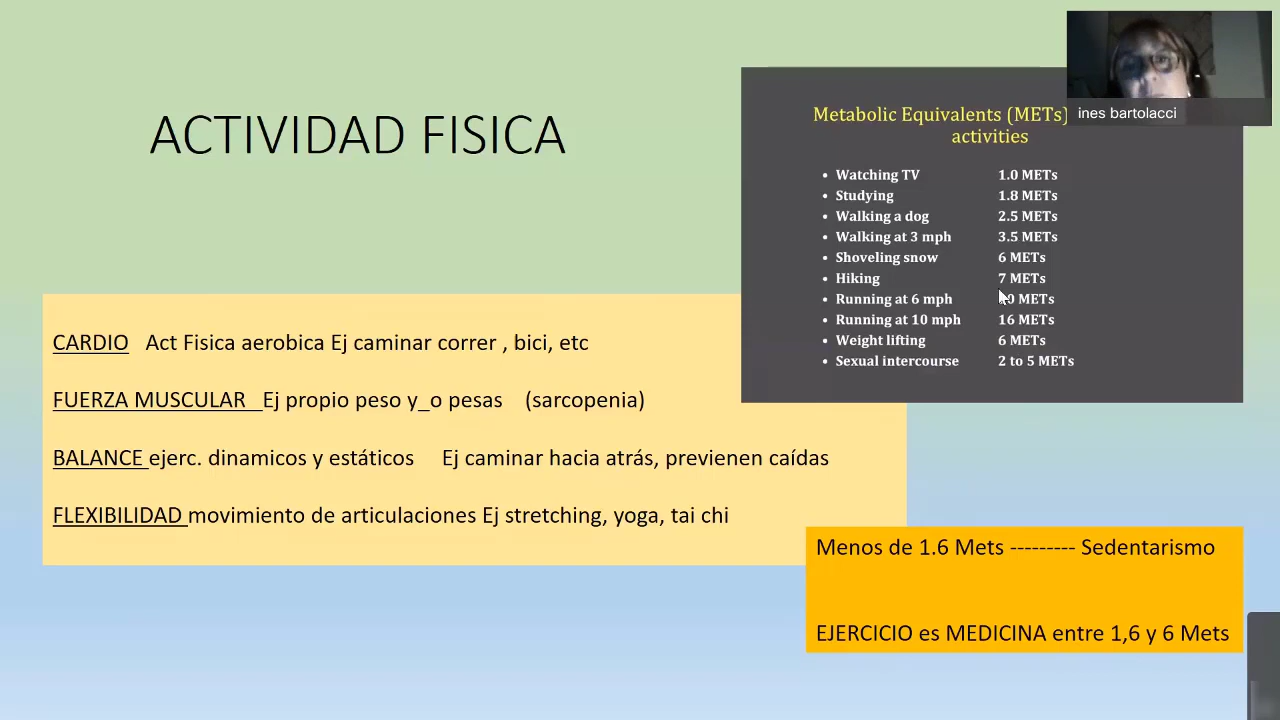 ACTIVIDAD FISICA
CARDIO Act Fisica aerobica Ej caminar correr , bici, etc
FUERZA MUSCULAR Ej propio peso y_o pesas (sarcopenia)
BALANCE ejerc. dinamicos y estáticos Ej caminar hacia atrás, previenen caídas
FLEXIBILIDAD movimiento de articulaciones Ej stretching, yoga, tai chi
ines bartolacci
Metabolic Equivalents (METs)
activities
• Watching TV 1.0 METs
• Studying 1.8 METs
• Walking a dog 2.5 METs
• Walking at 3 mph 3.5 METs
• Shoveling snow 6 METs
• Hiking 7 METs
• Running at 6 mph METs
• Running at 10 mph 16 METs
• Weight lifting 6 METs
• Sexual intercourse 2 to 5 METs
Menos de 1.6 Mets --------- Sedentarismo
EJERCICIO es MEDICINA entre 1,6 y 6 Mets